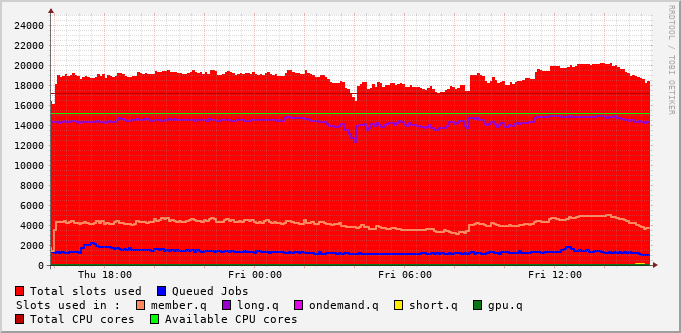 RRDTOOL / TOBI OETIKER
24000
22000
20000
18000
16000
14000
12000
10000
8000
6000
4000
2000
0
Thu 18:00 Fri 00:00 Fri 06:00 Fri 12:00
Total slots used Queued Jobs
Slots used in : member.q long.q ondemand.q short.q gpu.q
Total CPU cores Available CPU cores